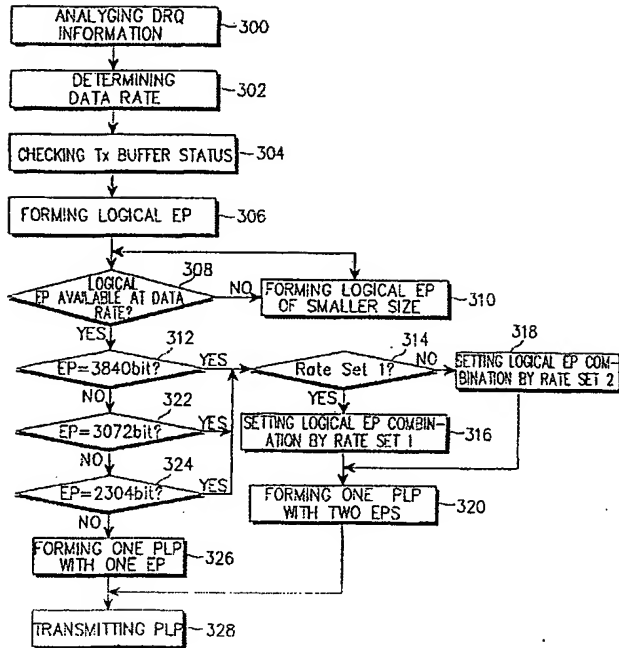 ANALYGING DRQ
INFORMATION
300
DETERMINING
DATA RATE
302
CHECKING Tx BUFFER STATUS
304
FORMING LOGICAL EP
306
LOGICAL
EP AVAILABLE AT DATA
RATE?
308
NO
FORMING LOGICAL EP
OF SMALLER SIZE
310
YES
EP=3840bit?
312
YES
Rate Set 1?
314
NO
318
SETTING LOGICAL EP COM-
BINATION BY RATE SET 2
NO
YES
EP=3072bit?
322
YES
SETTING LOGICAL EP COMBIN-
ATION BY RATE SET 1
316
NO
EP=2304bit?
324
YES
FORMING ONE PLP
WITH TWO EPS
320
NO
FORMING ONE PLP
WITH ONE EP
326
TRANSMITTING PLP
328